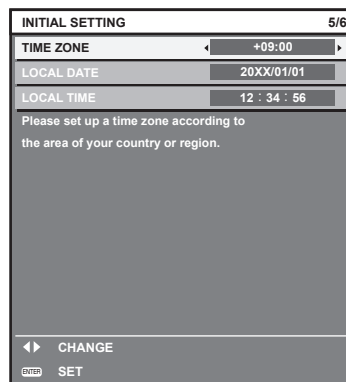 INITIAL SETTING 5/6
TIME ZONE +09:00
LOCAL DATE 20XX/01/01
LOCAL TIME 12 : 34 : 56
Please set up a time zone according to
the area of your country or region.
CHANGE
ENTER SET